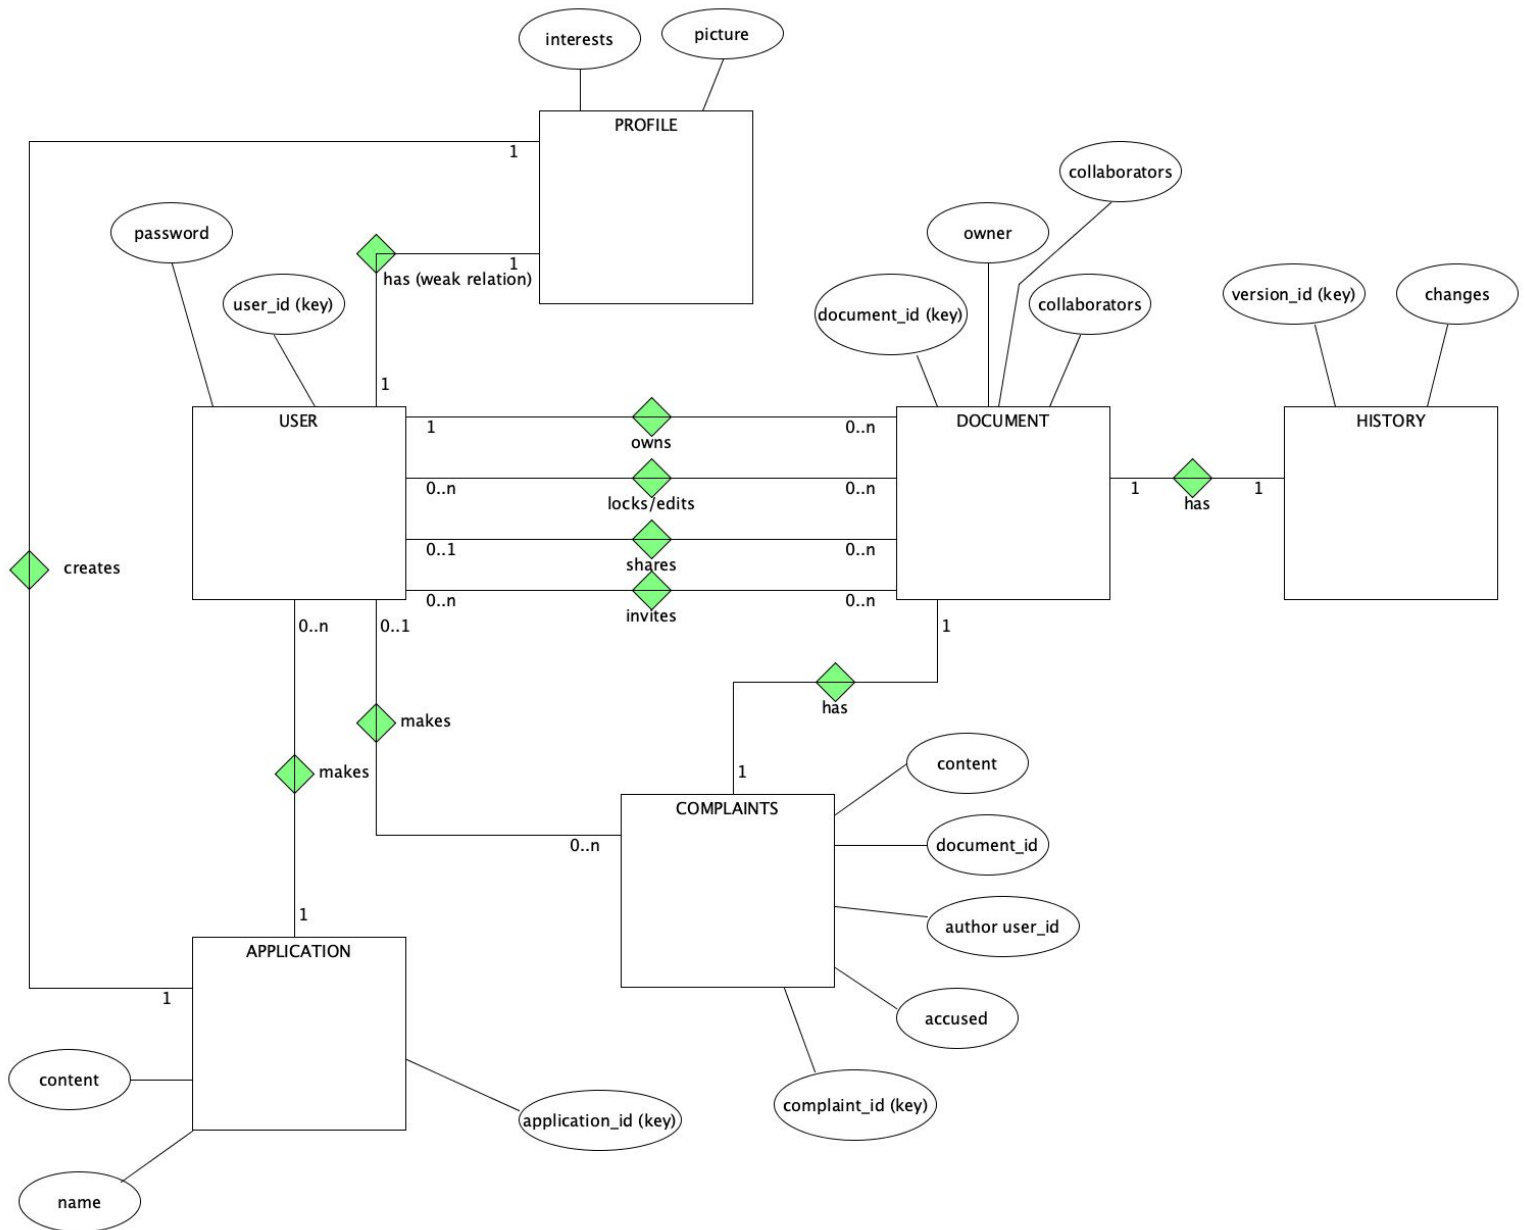 interests
picture
PROFILE
1
collaborators
password
owner
1
has (weak relation)
user_id (key)
document_id (key)
collaborators
version_id (key)
changes
1
USER
1
owns
0..n
DOCUMENT
HISTORY
0..n
locks/edits
0..n
1
has
1
0..1
shares
0..n
creates
0..n
invites
0..n
0..n
0..1
1
has
makes
makes
1
content
COMPLAINTS
0..n
document_id
1
author user_id
APPLICATION
1
accused
content
application_id (key)
complaint_id (key)
name